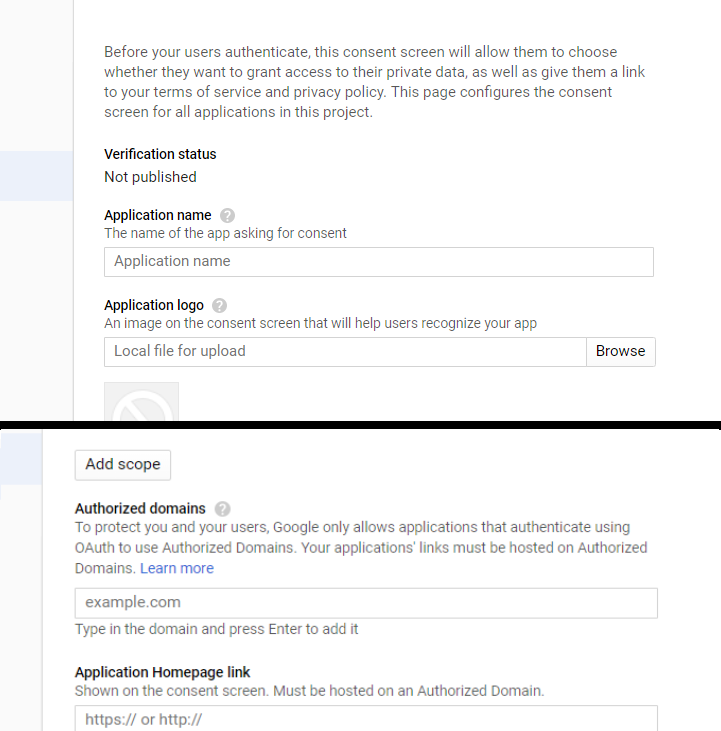 Before your users authenticate, this consent screen will allow them to choose
whether they want to grant access to their private data, as well as give them a link
to your terms of service and privacy policy. This page configures the consent
screen for all applications in this project.
Verification status
Not published
Application name ?
The name of the app asking for consent
Application name
Application logo ?
An image on the consent screen that will help users recognize your app
Local file for upload Browse
Add scope
Authorized domains ?
To protect you and your users, Google only allows applications that authenticate using
OAuth to use Authorized Domains. Your applications' links must be hosted on Authorized
Domains. Learn more
example.com
Type in the domain and press Enter to add it
Application Homepage link
Shown on the consent screen. Must be hosted on an Authorized Domain.
https:// or http://